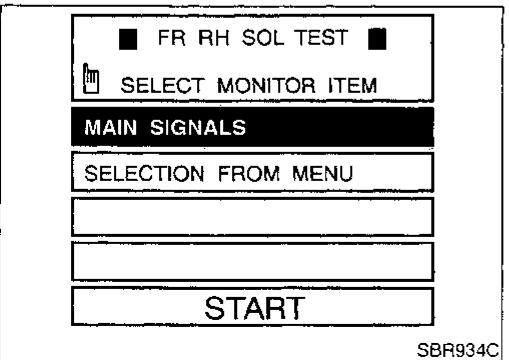 FR RH SOL TEST
SELECT MONITOR ITEM
MAIN SIGNALS
SELECTION FROM MENU
START
SBR934C